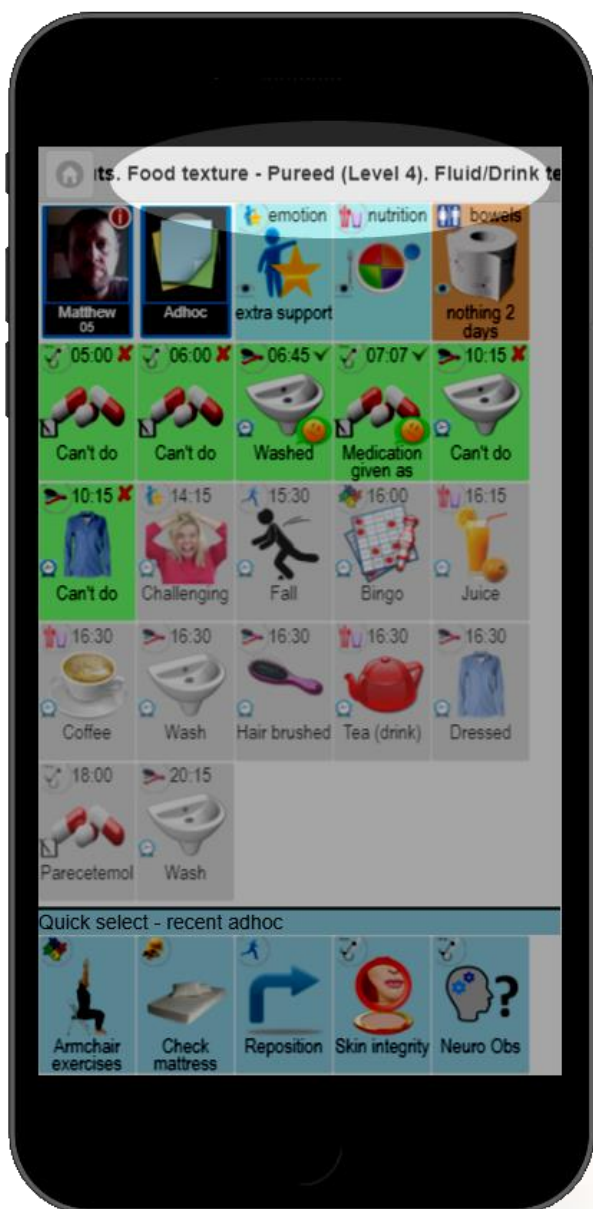 ts. Food texture - Pureed (Level 4). Fluid/Drink te
emotion nutrition bowels
Matthew Adhoc extra support nothing 2
05 days
05:00 06:00 06:45 07:07 10:15
Can't do Can't do Washed Medication Can't do
given as
10:15 14:15 15:30 16:00 16:15
Can't do Challenging Fall Bingo Juice
16:30 16:30 16:30 16:30 16:30
Coffee Wash Hair brushed Tea (drink) Dressed
18:00 20:15
Parecetemol Wash
Quick select - recent adhoc
Armchair Check Reposition Skin integrity Neuro Obs
exercises mattress